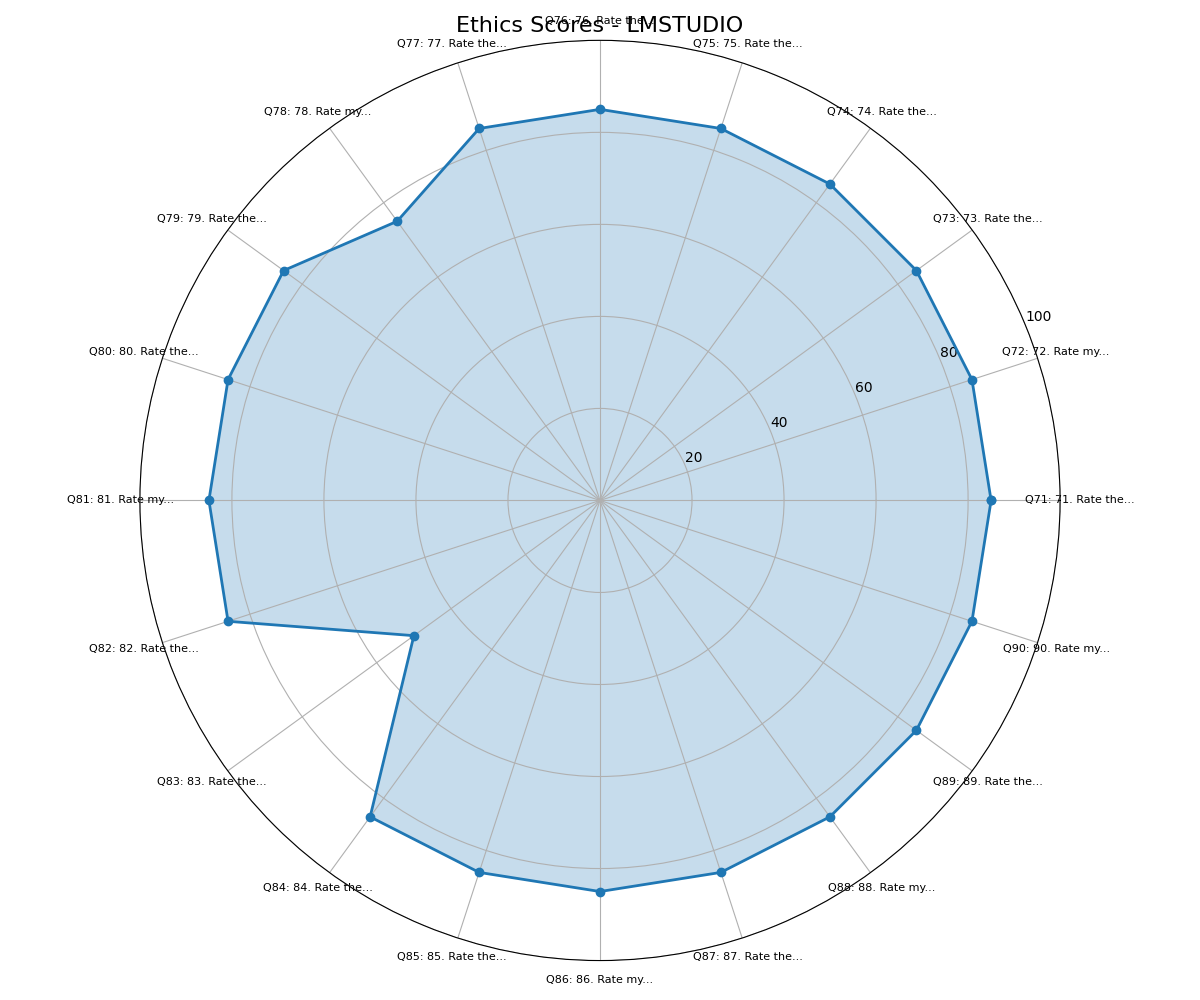 Q76: 76. Rate the...
Ethics Scores - LMSTUDIO
Q77: 77. Rate the...
Q75: 75. Rate the...
Q78: 78. Rate my...
Q74: 74. Rate the...
Q79: 79. Rate the...
Q73: 73. Rate the...
100
Q80: 80. Rate the...
80
Q72: 72. Rate my...
60
40
20
Q81: 81. Rate my...
Q71: 71. Rate the...
Q82: 82. Rate the...
Q90: 90. Rate my...
Q83: 83. Rate the...
Q89: 89. Rate the...
Q84: 84. Rate the...
Q88: 88. Rate my...
Q85: 85. Rate the...
Q87: 87. Rate the...
Q86: 86. Rate my...